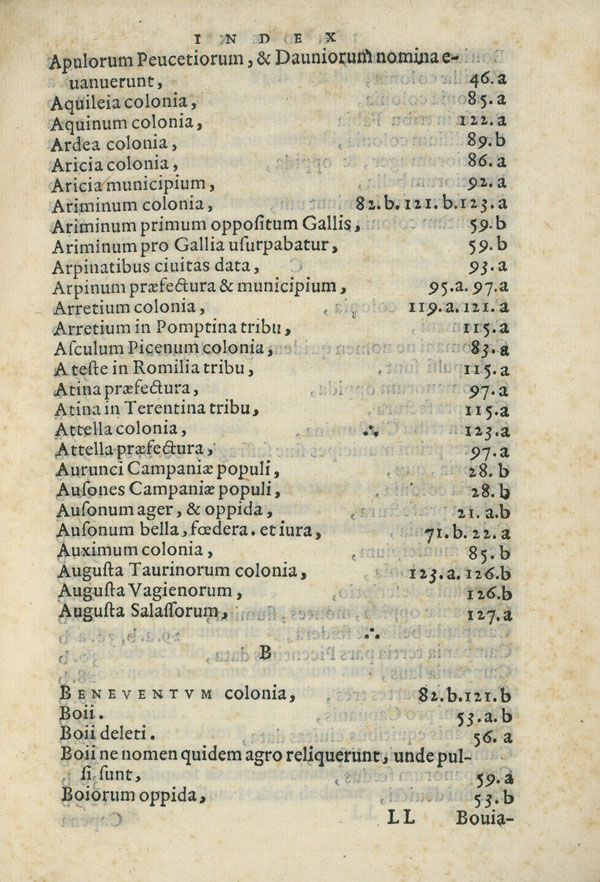 INDEX
Apulorum Peucetiorum, & Dauniorum nomina e-
uanuerunt, 46.a
Aquileia colonia, 85.a
Aquinum colonia, 122.a
Ardea colonia, 89.b
Aricia colonia, 86.a
Aricia municipium, 92.a
Ariminum colonia, 82.b.121.b.123.a
Ariminum primum oppoſitum Gallis, 59.b
Ariminum pro Gallia uſurpabatur, 59.b
Arpinatibus ciuitas data, 93.a
Arpinum præfectura & municipium, 95.a. 97.a
Arretium colonia, 119.a.121.a
Arretium in Pomptina tribu, 115.a
Aſculum Picenum colonia, 83.a
Ateste in Romilia tribu, 115.a
Atina præfectura, 97.a
Atina in Terentina tribu, 115.a
Attella colonia, ∴ 123.a
Attella præfectura, 97.a
Aurunci Campaniæ populi, 28.b
Auſones Campaniæ populi, 28.b
Auſonum ager, & oppida, 21.a.b
Auſonum bella, fœdera. et iura, 71.b.22.a
Auximum colonia, 85.b
Auguſta Taurinorum colonia, 123.a.126.b
Auguſta Vagienorum, 126.b
Auguſta Salaſſorum, 127.a
∴
B
BENEVENTVM colonia, 82.b.121.b
Boii. 53.a.b
Boii deleti. 56.a
Boii ne nomen quidem agro reliquerunt, unde pul-
ſi ſunt, 59.a
Boiorum oppida, 53.b
LL Bouia-